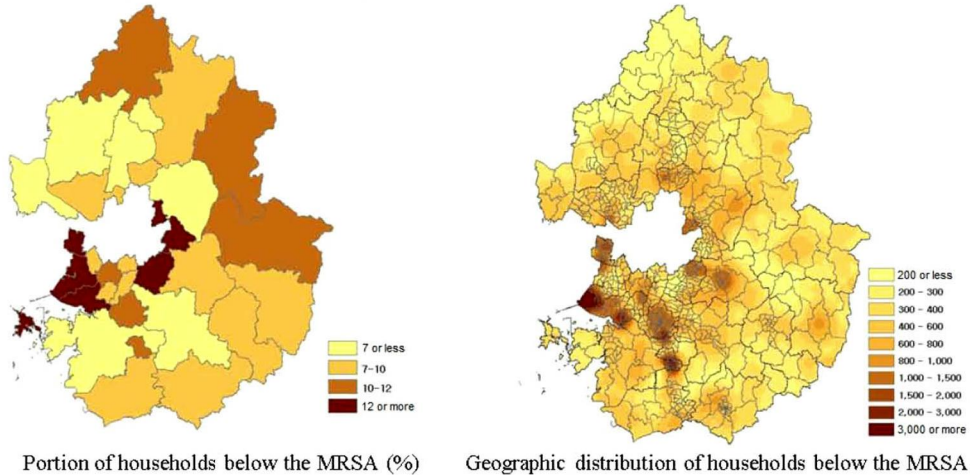 7 or less
7-10
10-12
12 or more
Portion of households below the MRSA (%)
200 or less
200 - 300
300 - 400
400 - 600
600 - 800
800 - 1,000
1,000 - 1,500
1,500 - 2,000
2,000 - 3,000
3,000 or more
Geographic distribution of households below the MRSA